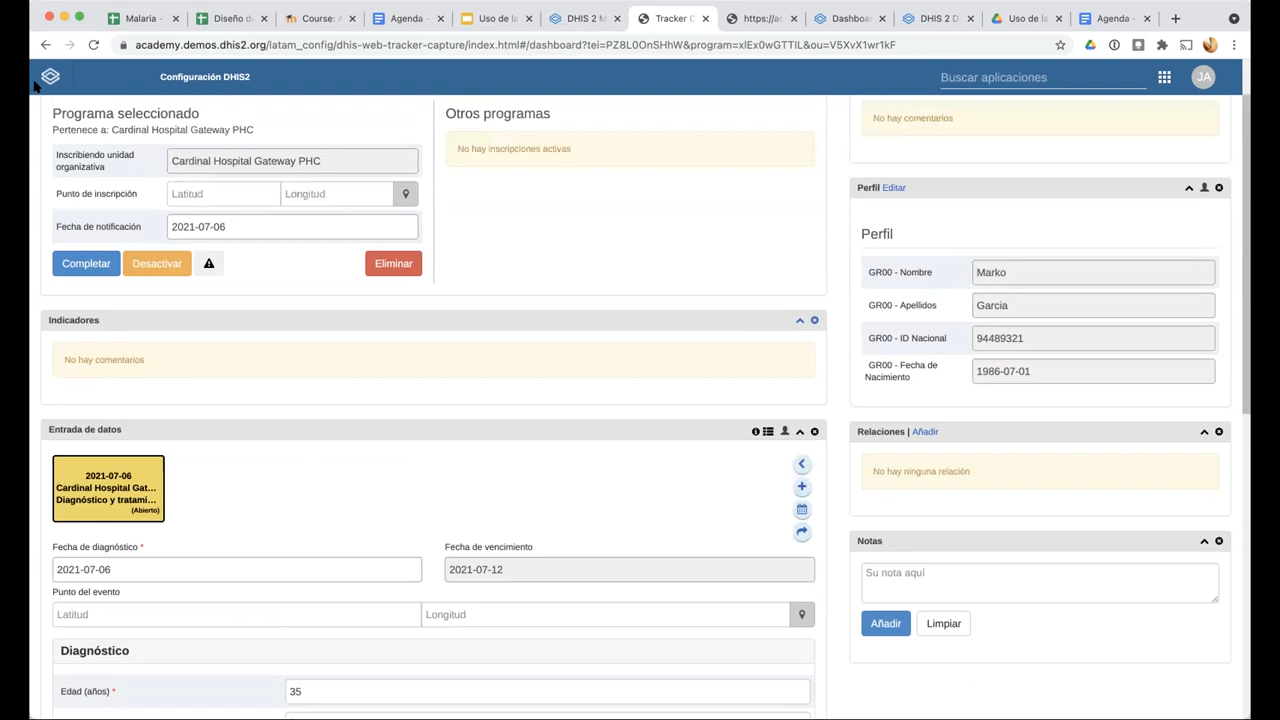 Malaria -
Diseño d
Course: A
Agenda -
Uso de la
DHIS 2 M
Tracker C
https://ac
Dashboa
DHIS 2 D
Uso de la
Agenda -
academy.demos.dhis2.org/latam_config/dhis-web-tracker-capture/index.html#/dashboard?tei=PZ8L0OnSHhW&program=xlEx0wGTTIL&ou=V5XvX1wr1kF
Configuración DHIS2
Buscar aplicaciones
JA
Programa seleccionado
Pertenece a: Cardinal Hospital Gateway PHC
Inscribiendo unidad
organizativa
Cardinal Hospital Gateway PHC
Punto de inscripción
Latitud
Longitud
Fecha de notificación
2021-07-06
Completar
Desactivar
Eliminar
Otros programas
No hay inscripciones activas
Indicadores
No hay comentarios
Entrada de datos
2021-07-06
Cardinal Hospital Gat...
Diagnóstico y tratami...
(Abierto)
Fecha de diagnóstico *
2021-07-06
Fecha de vencimiento
2021-07-12
Punto del evento
Latitud
Longitud
Diagnóstico
Edad (años) *
35
No hay comentarios
Perfil Editar
Perfil
GR00 - Nombre
Marko
GR00 - Apellidos
Garcia
GR00 - ID Nacional
94489321
GR00 - Fecha de
Nacimiento
1986-07-01
Relaciones | Añadir
No hay ninguna relación
Notas
Su nota aquí
Añadir
Limpiar